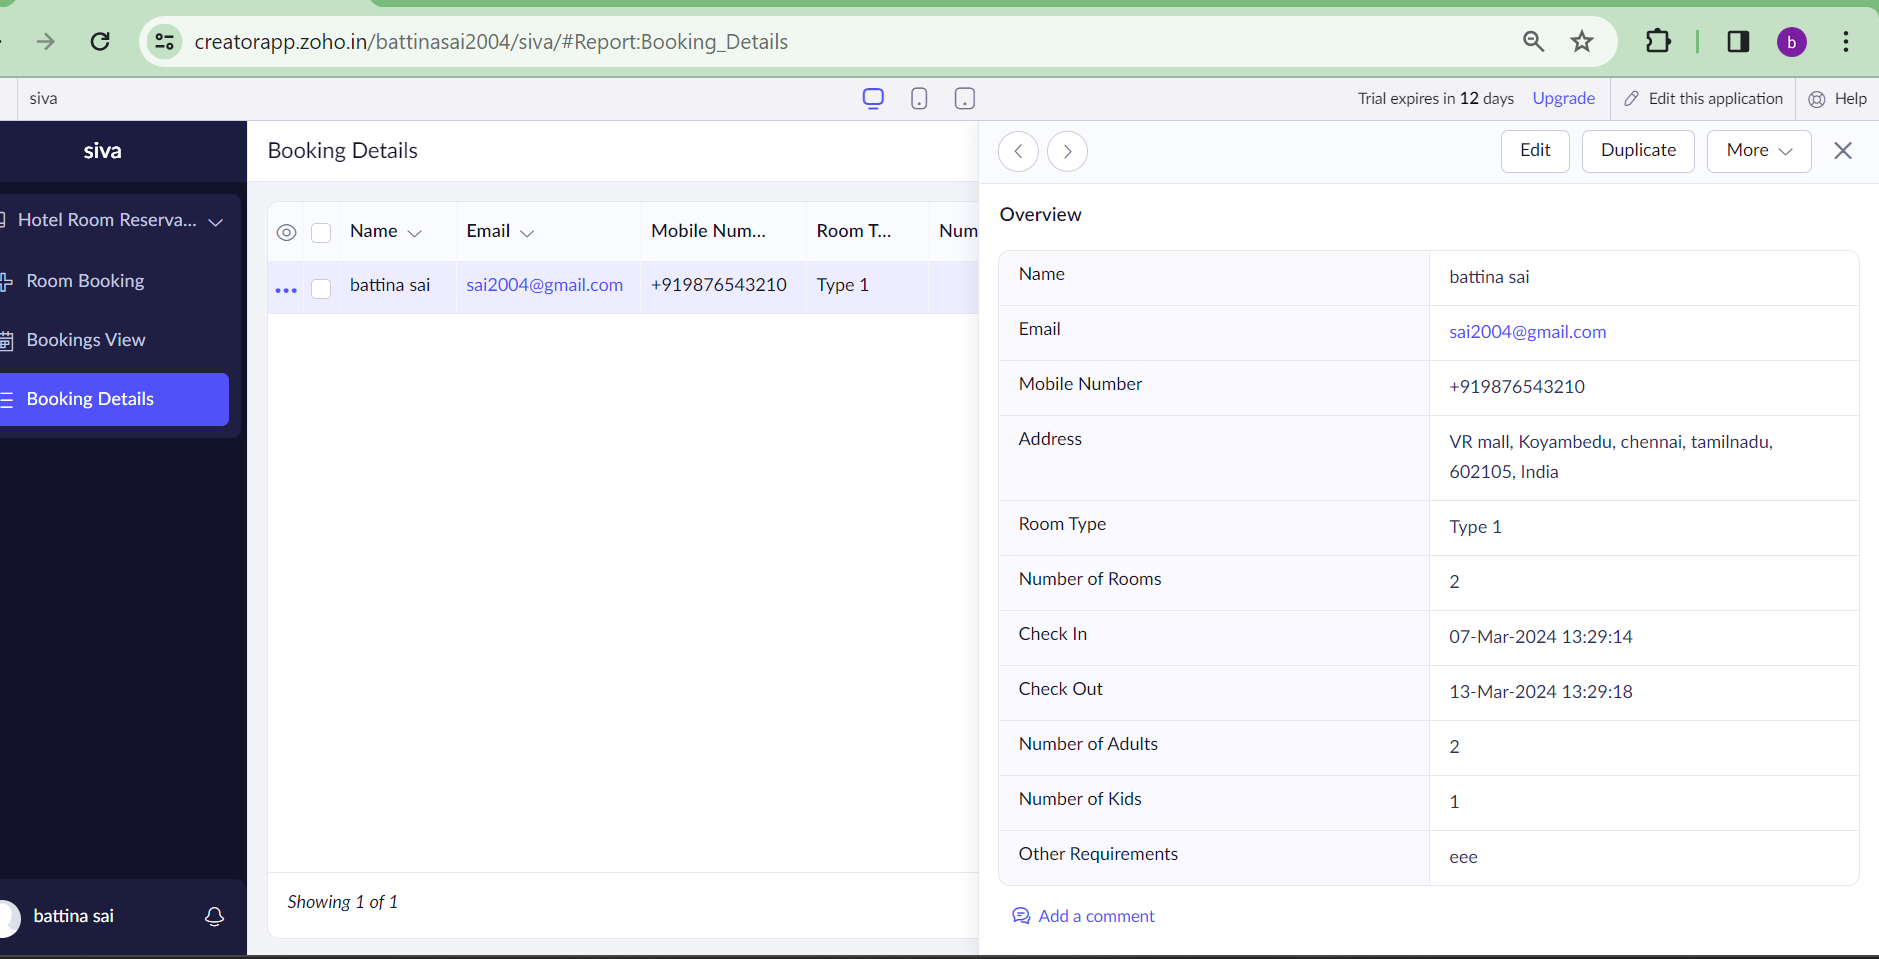 creatorapp.zoho.in/battinasai2004/siva/#Report:Booking_Details
b
siva
Trial expires in 12 days Upgrade Edit this application Help
siva
Hotel Room Reserva...
Room Booking
Bookings View
Booking Details
battina sai
Booking Details
Name Email Mobile Num... Room T... Num
battina sai sai2004@gmail.com +919876543210 Type 1
Showing 1 of 1
Edit Duplicate More
Overview
Name battina sai
Email sai2004@gmail.com
Mobile Number +919876543210
Address VR mall, Koyambedu, chennai, tamilnadu,
602105, India
Room Type Type 1
Number of Rooms 2
Check In 07-Mar-2024 13:29:14
Check Out 13-Mar-2024 13:29:18
Number of Adults 2
Number of Kids 1
Other Requirements eee
Add a comment